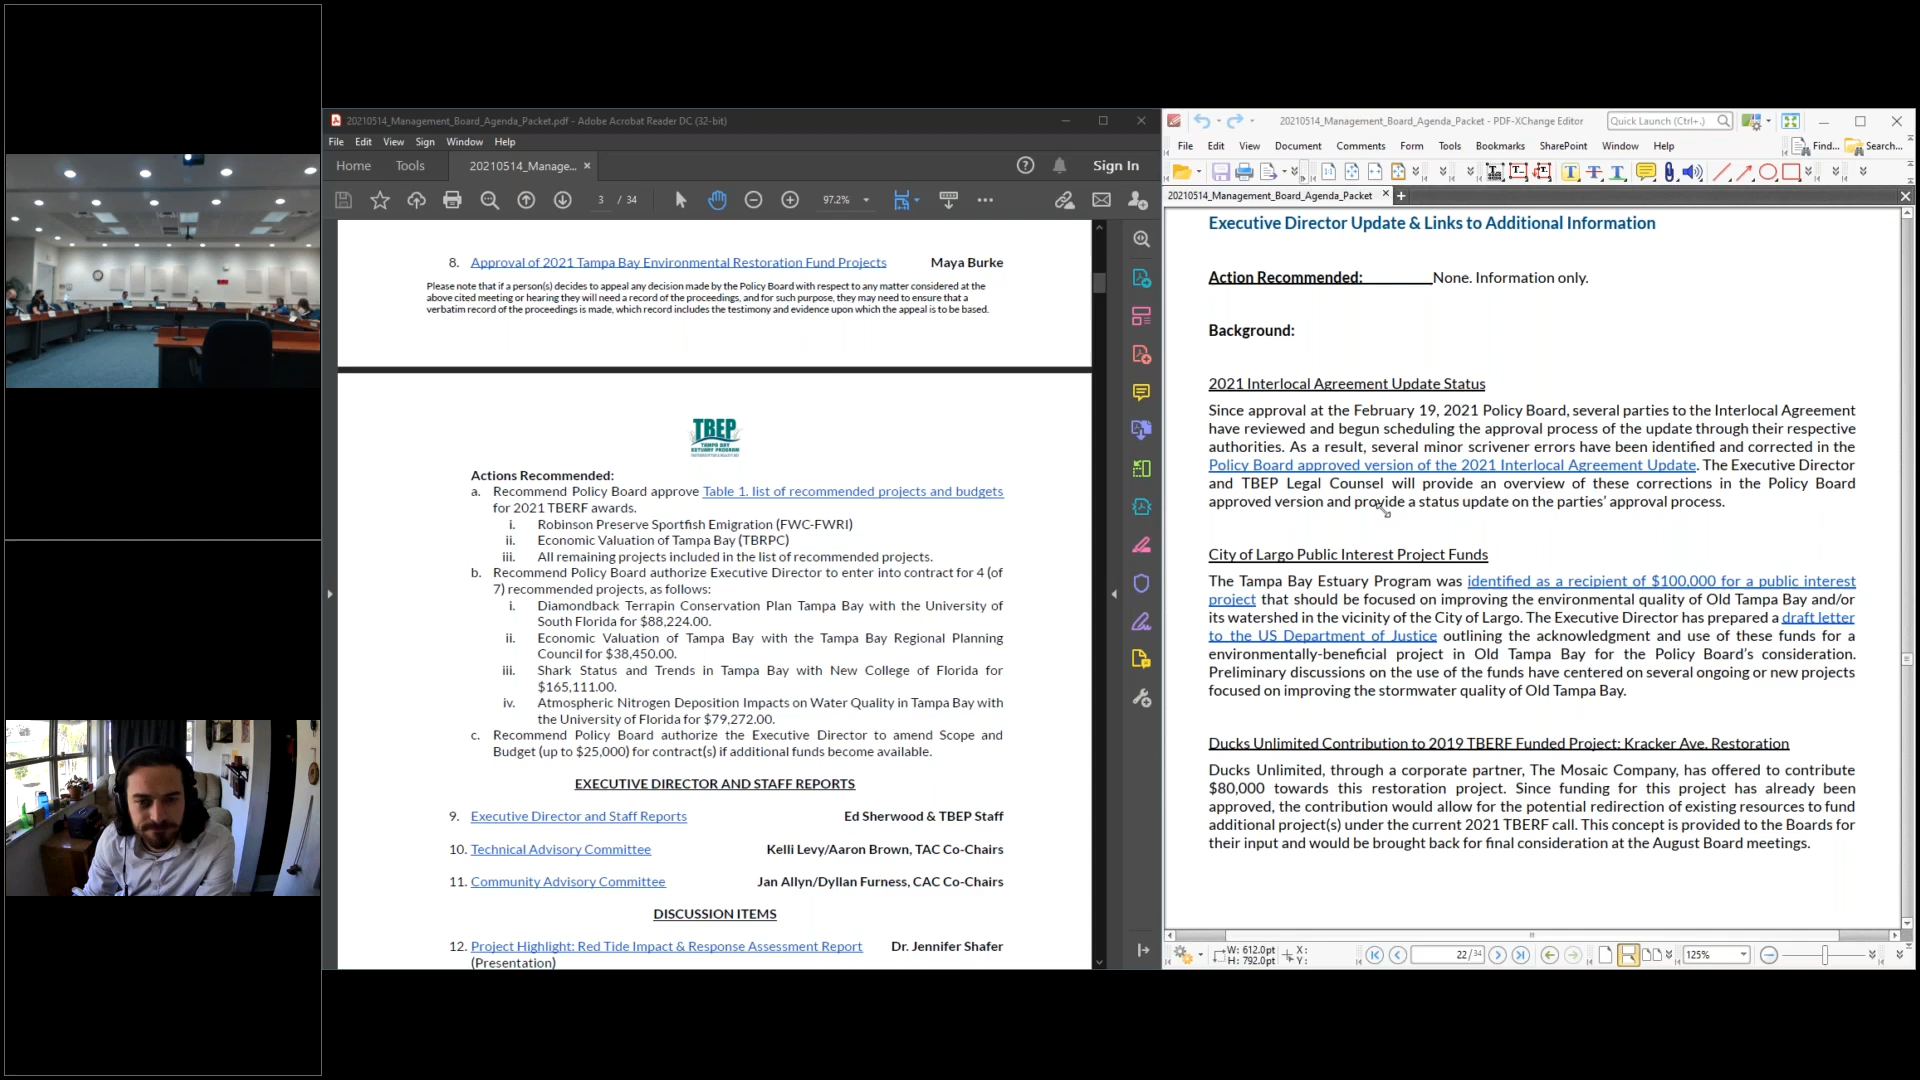 20210514_Management_Board_Agenda_Packet.pdf - Adobe Acrobat Reader DC (32-bit)
File Edit View Sign Window Help
Home Tools 20210514_Manage... × Sign In
3 / 34 97.2%
8. Approval of 2021 Tampa Bay Environmental Restoration Fund Projects Maya Burke
Please note that if a person(s) decides to appeal any decision made by the Policy Board with respect to any matter considered at the
above cited meeting or hearing they will need a record of the proceedings, and for such purpose, they may need to ensure that a
verbatim record of the proceedings is made, which record includes the testimony and evidence upon which the appeal is to be based.
TBEP
TAMPA BAY
ESTUARY PROGRAM
Actions Recommended:
a. Recommend Policy Board approve Table 1. list of recommended projects and budgets
for 2021 TBERF awards.
i. Robinson Preserve Sportfish Emigration (FWC-FWRI)
ii. Economic Valuation of Tampa Bay (TBRPC)
iii. All remaining projects included in the list of recommended projects.
b. Recommend Policy Board authorize Executive Director to enter into contract for 4 (of
7) recommended projects, as follows:
i. Diamondback Terrapin Conservation Plan Tampa Bay with the University of
South Florida for $88,224.00.
ii. Economic Valuation of Tampa Bay with the Tampa Bay Regional Planning
Council for $38,450.00.
iii. Shark Status and Trends in Tampa Bay with New College of Florida for
$165,111.00.
iv. Atmospheric Nitrogen Deposition Impacts on Water Quality in Tampa Bay with
the University of Florida for $79,272.00.
c. Recommend Policy Board authorize the Executive Director to amend Scope and
Budget (up to $25,000) for contract(s) if additional funds become available.
EXECUTIVE DIRECTOR AND STAFF REPORTS
9. Executive Director and Staff Reports Ed Sherwood & TBEP Staff
10. Technical Advisory Committee Kelli Levy/Aaron Brown, TAC Co-Chairs
11. Community Advisory Committee Jan Allyn/Dyllan Furness, CAC Co-Chairs
DISCUSSION ITEMS
12. Project Highlight: Red Tide Impact & Response Assessment Report Dr. Jennifer Shafer
(Presentation)
20210514_Management_Board_Agenda_Packet - PDF-XChange Editor Quick Launch (Ctrl+.)
File Edit View Document Comments Form Tools Bookmarks SharePoint Window Help Find... Search...
20210514_Management_Board_Agenda_Packet ×
Executive Director Update & Links to Additional Information
Action Recommended: None. Information only.
Background:
2021 Interlocal Agreement Update Status
Since approval at the February 19, 2021 Policy Board, several parties to the Interlocal Agreement
have reviewed and begun scheduling the approval process of the update through their respective
authorities. As a result, several minor scrivener errors have been identified and corrected in the
Policy Board approved version of the 2021 Interlocal Agreement Update. The Executive Director
and TBEP Legal Counsel will provide an overview of these corrections in the Policy Board
approved version and provide a status update on the parties' approval process.
City of Largo Public Interest Project Funds
The Tampa Bay Estuary Program was identified as a recipient of $100,000 for a public interest
project that should be focused on improving the environmental quality of Old Tampa Bay and/or
its watershed in the vicinity of the City of Largo. The Executive Director has prepared a draft letter
to the US Department of Justice outlining the acknowledgment and use of these funds for a
environmentally-beneficial project in Old Tampa Bay for the Policy Board's consideration.
Preliminary discussions on the use of the funds have centered on several ongoing or new projects
focused on improving the stormwater quality of Old Tampa Bay.
Ducks Unlimited Contribution to 2019 TBERF Funded Project: Kracker Ave. Restoration
Ducks Unlimited, through a corporate partner, The Mosaic Company, has offered to contribute
$80,000 towards this restoration project. Since funding for this project has already been
approved, the contribution would allow for the potential redirection of existing resources to fund
additional project(s) under the current 2021 TBERF call. This concept is provided to the Boards for
their input and would be brought back for final consideration at the August Board meetings.
W: 612.0pt X:
H: 792.0pt Y:
22 / 34 125%